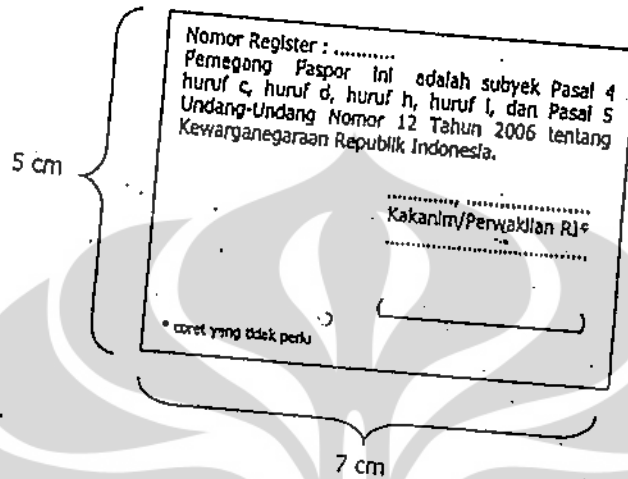 Nomor Register : ...........
Pemegang Paspor ini adalah subyek Pasal 4
huruf c, huruf d, huruf h, huruf l, dan Pasal 5
Undang-Undang Nomor 12 Tahun 2006 tentang
Kewarganegaraan Republik Indonesia.
5 cm
............. ......................
Kakanim/Perwakilan RI*
....................................
* coret yang tidak perlu
7 cm